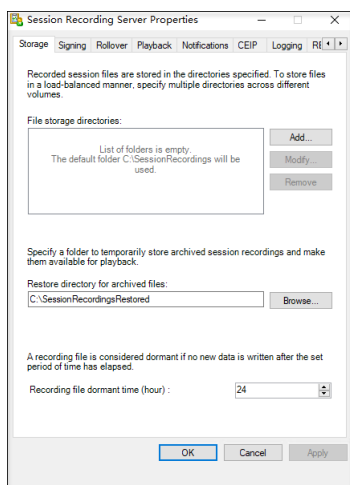 Session Recording Server Properties
Storage Signing Rollover Playback Notifications CEIP Logging
Recorded session files are stored in the directories specified. To store files
in a load-balanced manner, specify multiple directories across different
volumes.
File storage directories:
List of folders is empty.
The default folder C:\SessionRecordings will be
used.
Add...
Modify...
Remove
Specify a folder to temporarily store archived session recordings and make
them available for playback.
Restore directory for archived files:
C:\SessionRecordingsRestored
Browse...
A recording file is considered dormant if no new data is written after the set
period of time has elapsed.
Recording file dormant time (hour) :
24
OK Cancel Apply